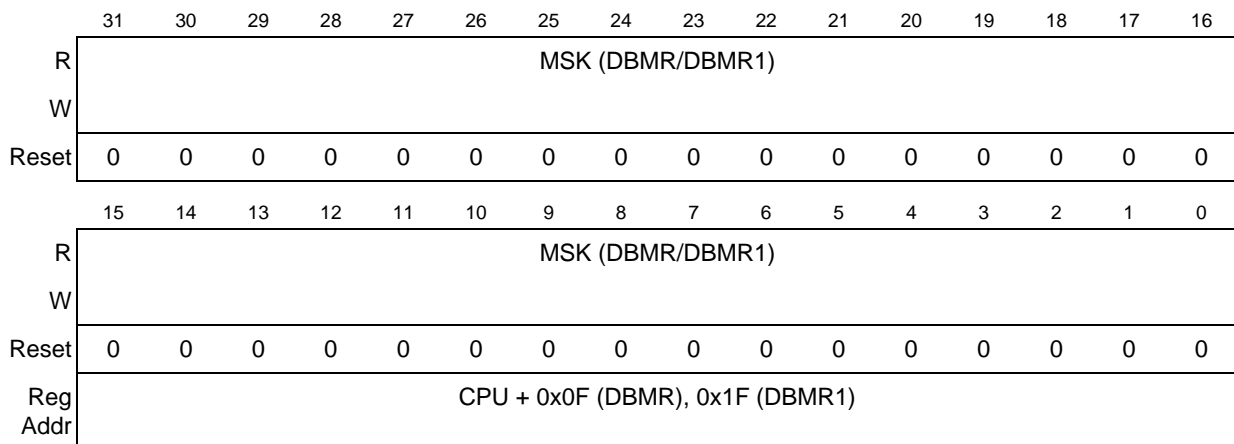 31 30 29 28 27 26 25 24 23 22 21 20 19 18 17 16
R MSK (DBMR/DBMR1)
W
Reset 0 0 0 0 0 0 0 0 0 0 0 0 0 0 0 0
15 14 13 12 11 10 9 8 7 6 5 4 3 2 1 0
R MSK (DBMR/DBMR1)
W
Reset 0 0 0 0 0 0 0 0 0 0 0 0 0 0 0 0
Reg CPU + 0x0F (DBMR), 0x1F (DBMR1)
Addr